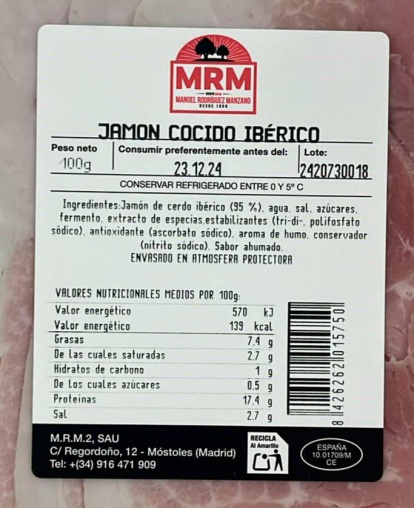 MRM
MANUEL RODRÍGUEZ MANZANO
DESDE
JAMON COCIDO IBÉRICO
Peso neto
100g
Consumir preferentemente antes del:
23.12.24
Lote:
2420730018
CONSERVAR REFRIGERADO ENTRE 0 Y 5º C
Ingredientes:Jamón de cerdo ibérico (95 %), agua, sal, azúcares,
fermento, extracto de especias,estabilizantes (tri-di-, polifosfato
sódico), antioxidante (ascorbato sódico), aroma de humo, conservador
(nitrito sódico). Sabor ahumado.
ENVASADO EN ATMOSFERA PROTECTORA
VALORES NUTRICIONALES MEDIOS POR 100g:
Valor energético 570 kJ
Valor energético 139 kcal
Grasas 7.4 g
De las cuales saturadas 2.7 g
Hidratos de carbono 1 g
De los cuales azúcares 0.5 g
Proteinas 17.4 g
Sal 2.7 g
8 426262 015750
M.R.M.2, SAU
C/ Regordoño, 12 - Móstoles (Madrid)
Tel: +(34) 916 471 909
RECICLA
Al Amarillo
ESPAÑA
10.01709/M
CE